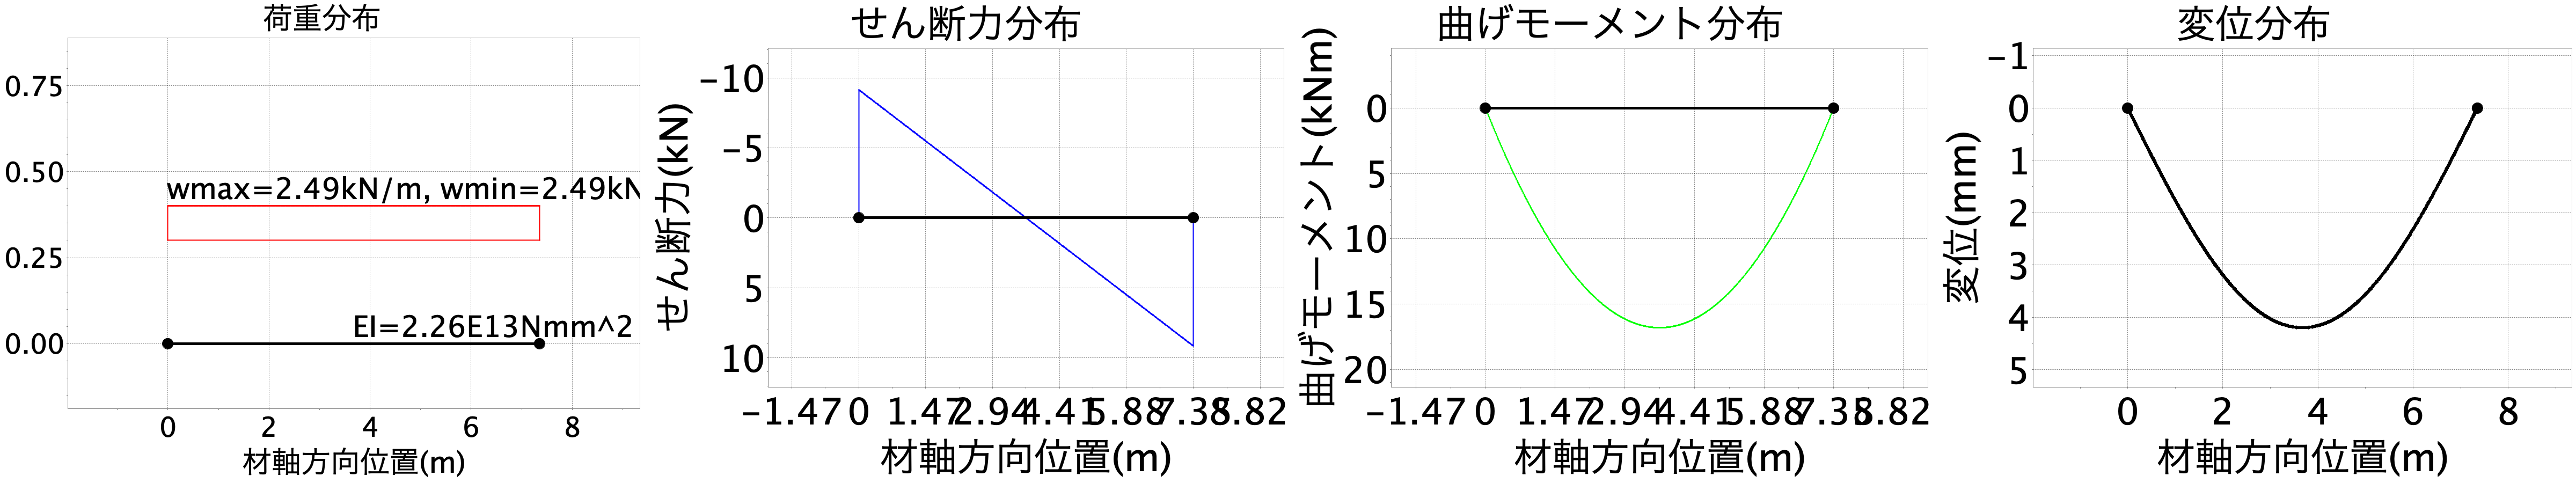 荷重分布
0.75
0.50
0.25
0.00
wmax=2.49kN/m, wmin=2.49kN
EI=2.26E13Nmm^2
0 2 4 6 8
材軸方向位置(m)
せん断力分布
せん断力(kN)
−10
−5
0
5
10
−1.47 0 1.47 2.94 4.41 5.88 7.35 8.82
材軸方向位置(m)
曲げモーメント分布
曲げモーメント(kNm)
0
5
10
15
20
−1.47 0 1.47 2.94 4.41 5.88 7.35 8.82
材軸方向位置(m)
変位分布
変位(mm)
−1
0
1
2
3
4
5
0 2 4 6 8
材軸方向位置(m)